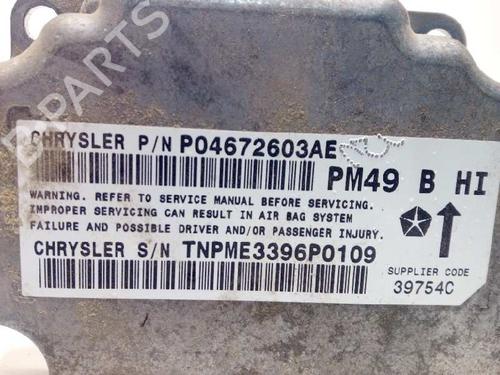 CHRYSLER P/N P04672603AE
PM49 B HI
WARNING. REFER TO SERVICE MANUAL BEFORE SERVICING.
IMPROPER SERVICING CAN RESULT IN AIR BAG SYSTEM
FAILURE AND POSSIBLE DRIVER AND/OR PASSENGER INJURY.
CHRYSLER S/N TNPME3396P0109
SUPPLIER CODE
39754C
B-PARTS